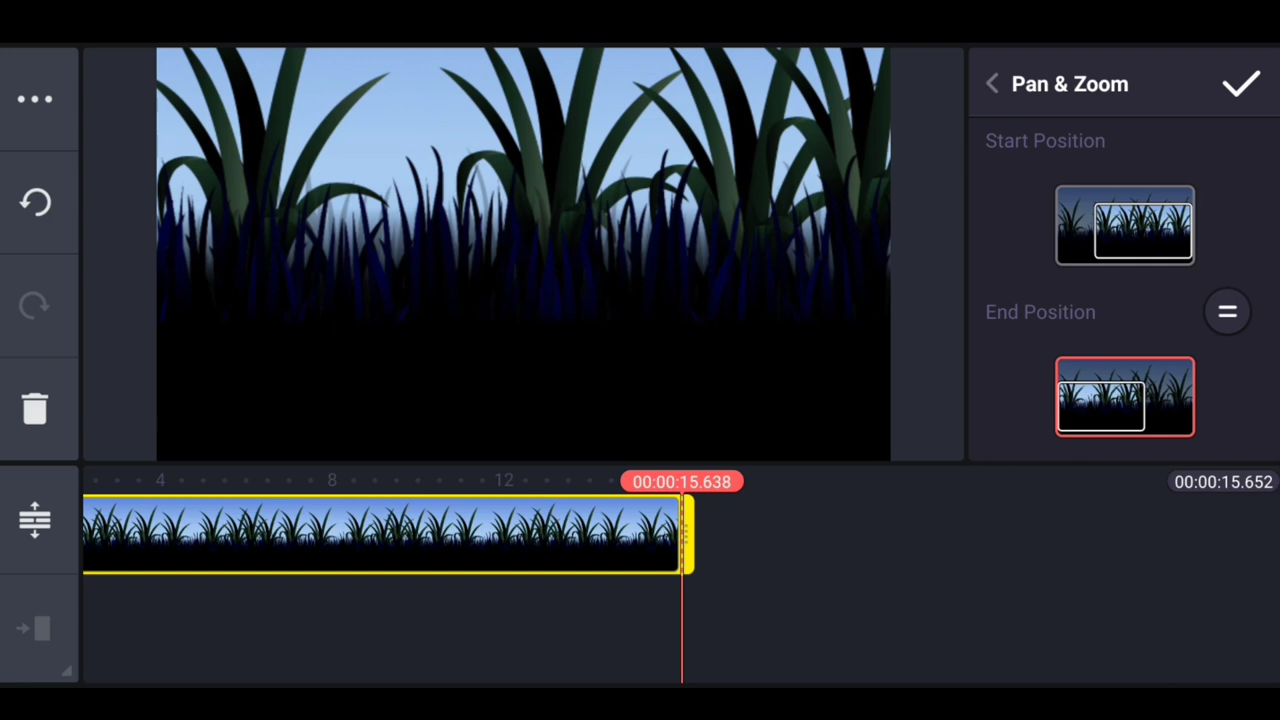 Pan & Zoom
Start Position
End Position
4
8
12
00:00:15.638
00:00:15.652